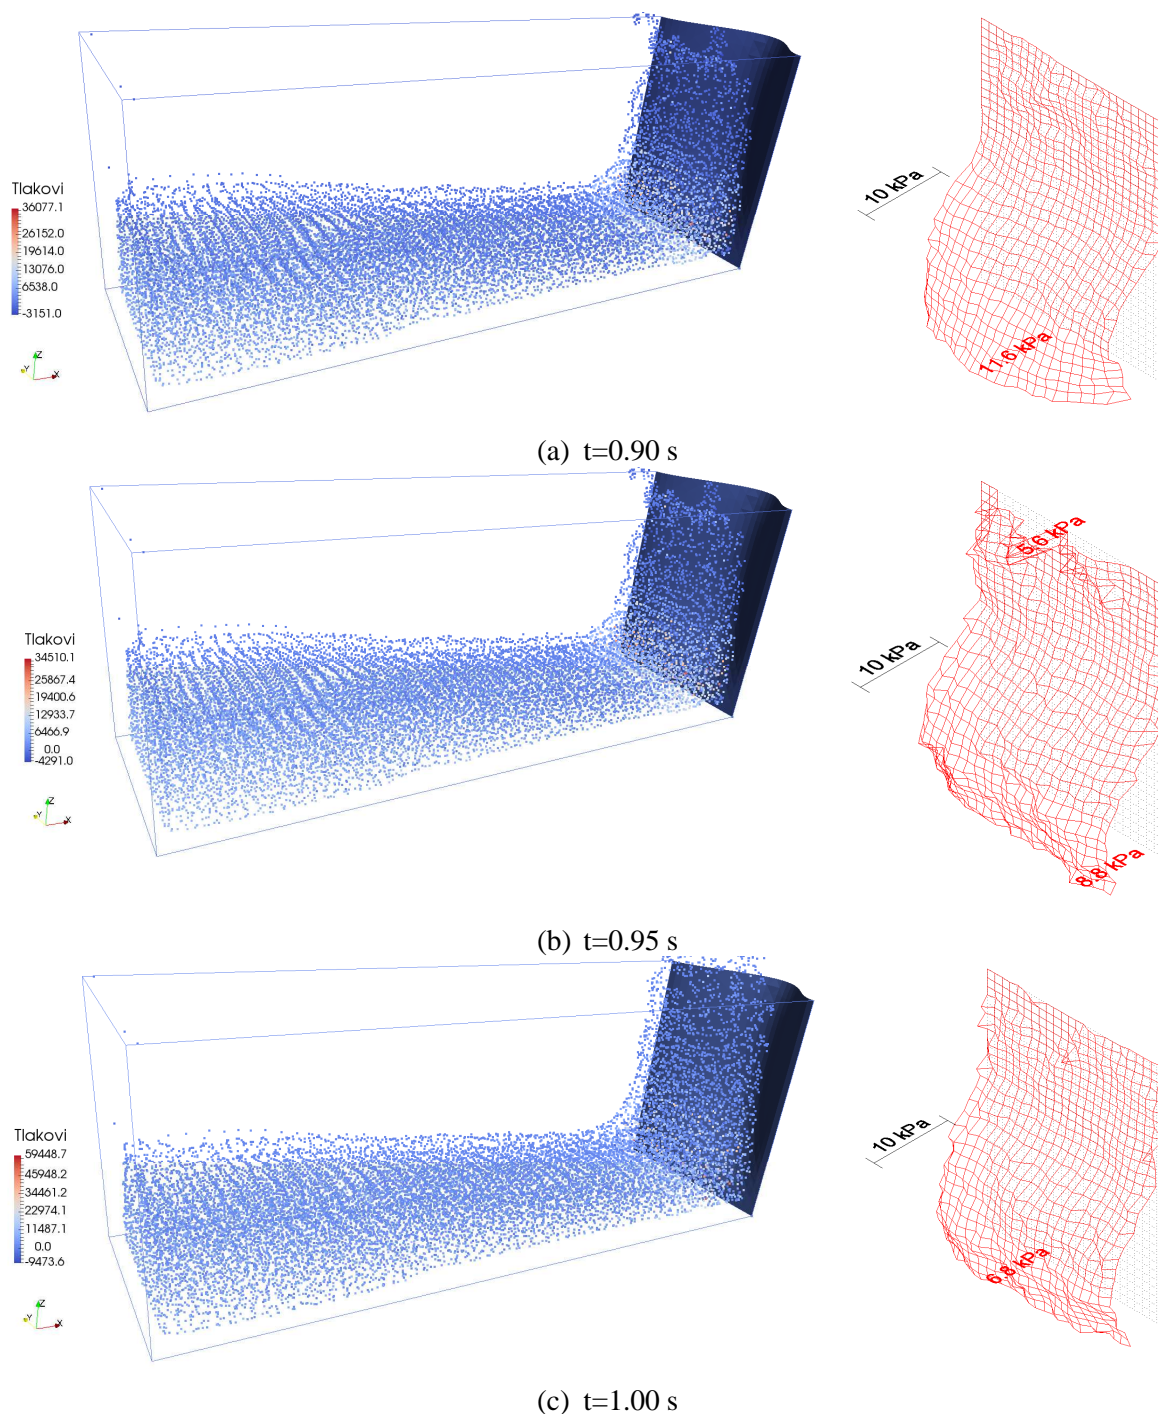 Tlakovi
36077.1
26152.0
19614.0
13076.0
6538.0
-3151.0
Z
Y
X
10 kPa
11.6 kPa
(a) t=0.90 s
Tlakovi
34510.1
25867.4
19400.6
12933.7
6466.9
0.0
-4291.0
Z
Y
X
5.6 kPa
10 kPa
8.8 kPa
(b) t=0.95 s
Tlakovi
59448.7
45948.2
34461.2
22974.1
11487.1
0.0
-9473.6
Z
Y
X
10 kPa
6.8 kPa
(c) t=1.00 s